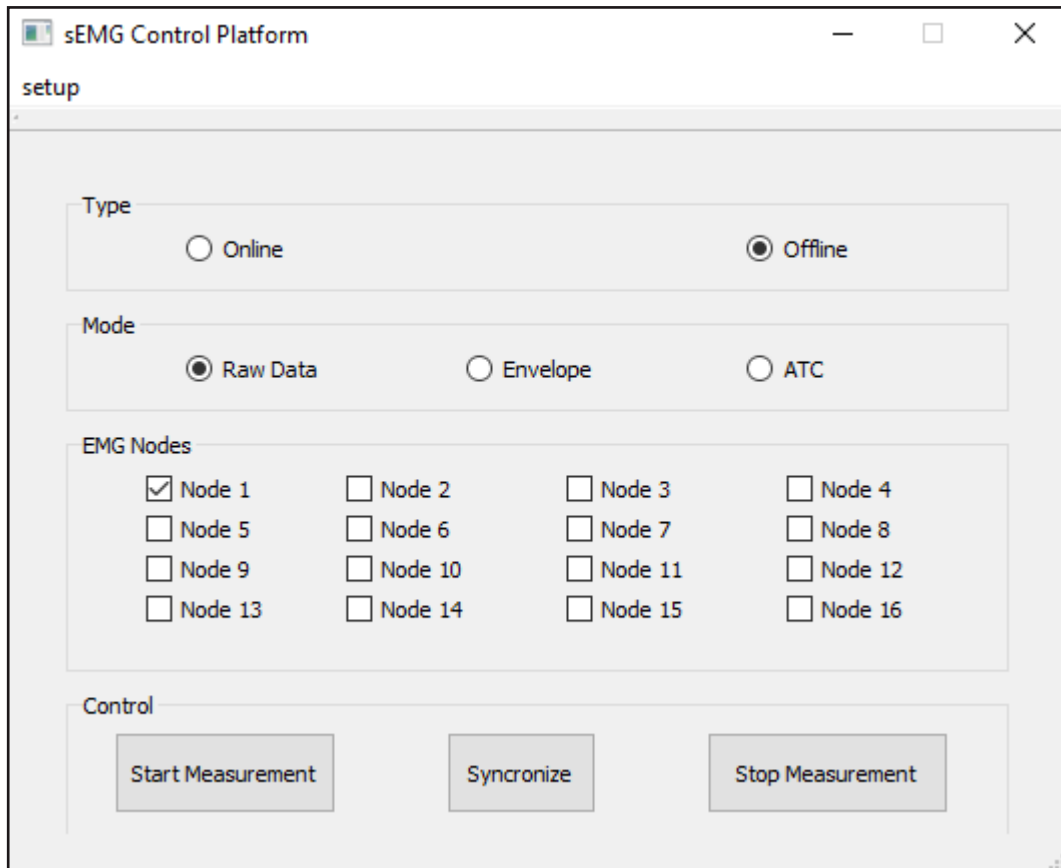 sEMG Control Platform
setup
Type
Online Offline
Mode
Raw Data Envelope ATC
EMG Nodes
Node 1 Node 2 Node 3 Node 4
Node 5 Node 6 Node 7 Node 8
Node 9 Node 10 Node 11 Node 12
Node 13 Node 14 Node 15 Node 16
Control
Start Measurement Syncronize Stop Measurement